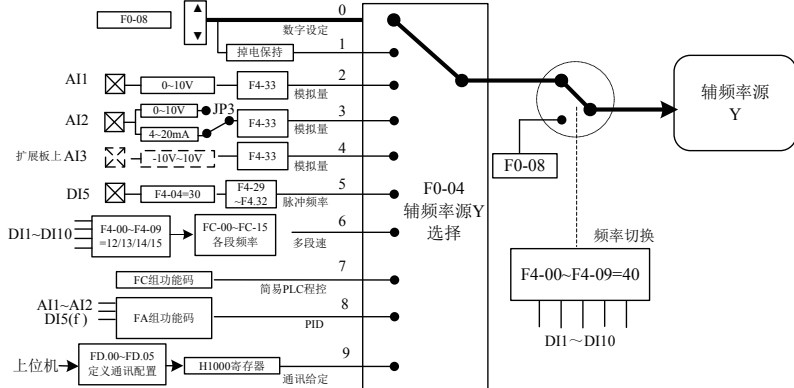 F0-08
0
数字设定
掉电保持
1
AI1
0~10V
F4-33
2
模拟量
AI2
0~10V
4~20mA
JP3
F4-33
3
模拟量
扩展板上 AI3
-10V~10V
F4-33
4
模拟量
DI5
F4-04=30
F4-29
~F4.32
5
脉冲频率
DI1~DI10
F4-00~F4-09
=12/13/14/15
FC-00~FC-15
各段频率
6
多段速
FC组功能码
7
简易PLC程控
AI1~AI2
DI5(f )
FA组功能码
8
PID
上位机
FD.00~FD.05
定义通讯配置
H1000寄存器
9
通讯给定
F0-04
辅频率源Y
选择
F0-08
辅频率源
Y
频率切换
F4-00~F4-09=40
DI1~DI10